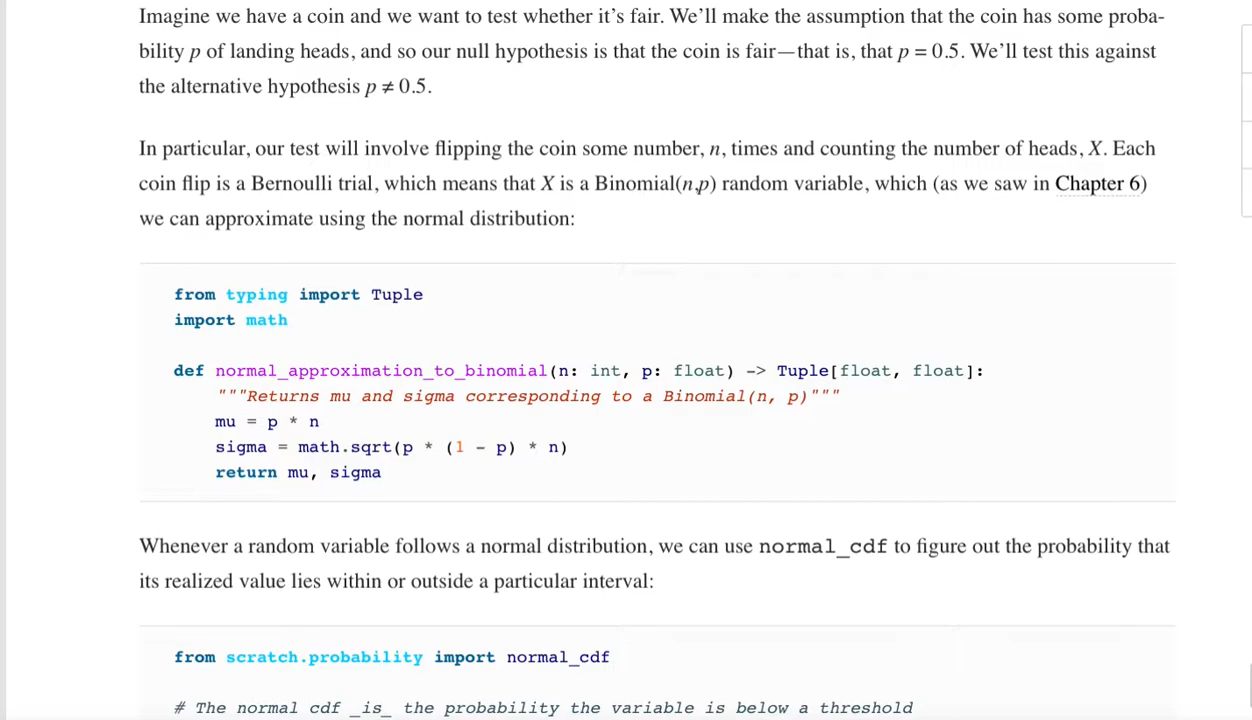 Imagine we have a coin and we want to test whether it’s fair. We’ll make the assumption that the coin has some proba-
bility p of landing heads, and so our null hypothesis is that the coin is fair—that is, that p = 0.5. We’ll test this against
the alternative hypothesis p ≠ 0.5.
In particular, our test will involve flipping the coin some number, n, times and counting the number of heads, X. Each
coin flip is a Bernoulli trial, which means that X is a Binomial(n,p) random variable, which (as we saw in Chapter 6)
we can approximate using the normal distribution:
from typing import Tuple
import math
def normal_approximation_to_binomial(n: int, p: float) -> Tuple[float, float]:
    """Returns mu and sigma corresponding to a Binomial(n, p)"""
    mu = p * n
    sigma = math.sqrt(p * (1 - p) * n)
    return mu, sigma
Whenever a random variable follows a normal distribution, we can use normal_cdf to figure out the probability that
its realized value lies within or outside a particular interval:
from scratch.probability import normal_cdf
# The normal cdf _is_ the probability the variable is below a threshold